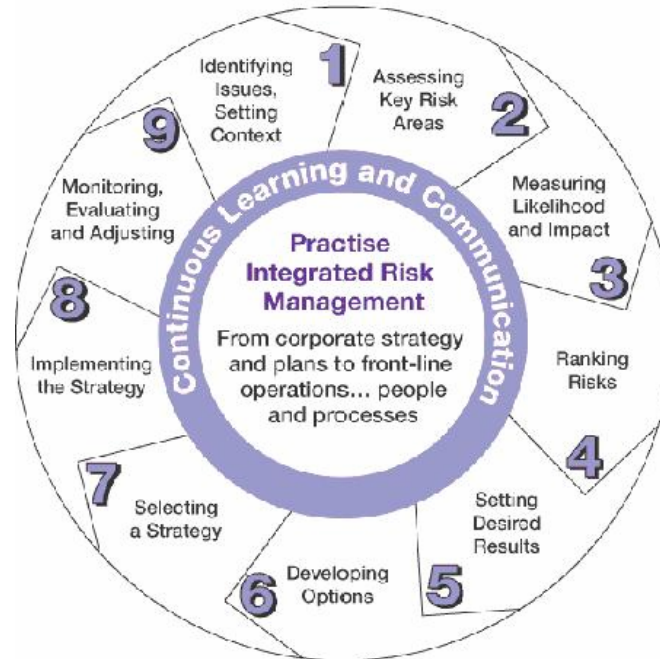 1
Identifying
Issues,
Setting
Context
2
Assessing
Key Risk
Areas
3
Measuring
Likelihood
and Impact
4
Ranking
Risks
5
Setting
Desired
Results
6
Developing
Options
7
Selecting
a Strategy
8
Implementing
the Strategy
9
Monitoring,
Evaluating
and Adjusting
Continuous Learning and Communication
Practise
Integrated Risk
Management
From corporate strategy
and plans to front-line
operations... people
and processes